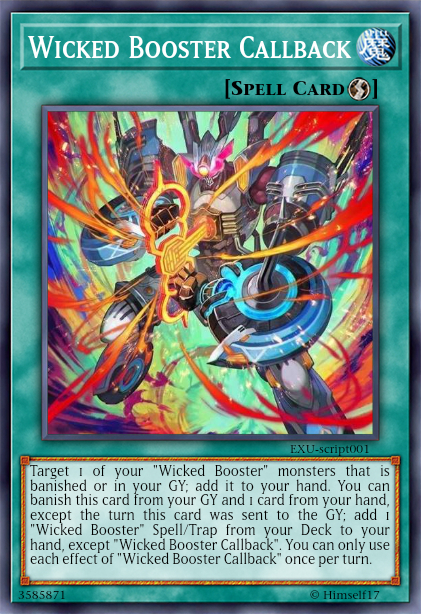 Wicked Booster Callback
魔
[Spell Card]
EXU-script001
Target 1 of your "Wicked Booster" monsters that is
banished or in your GY; add it to your hand. You can
banish this card from your GY and 1 card from your hand,
except the turn this card was sent to the GY; add 1
"Wicked Booster" Spell/Trap from your Deck to your
hand, except "Wicked Booster Callback". You can only use
each effect of "Wicked Booster Callback" once per turn.
3585871
© Himself17